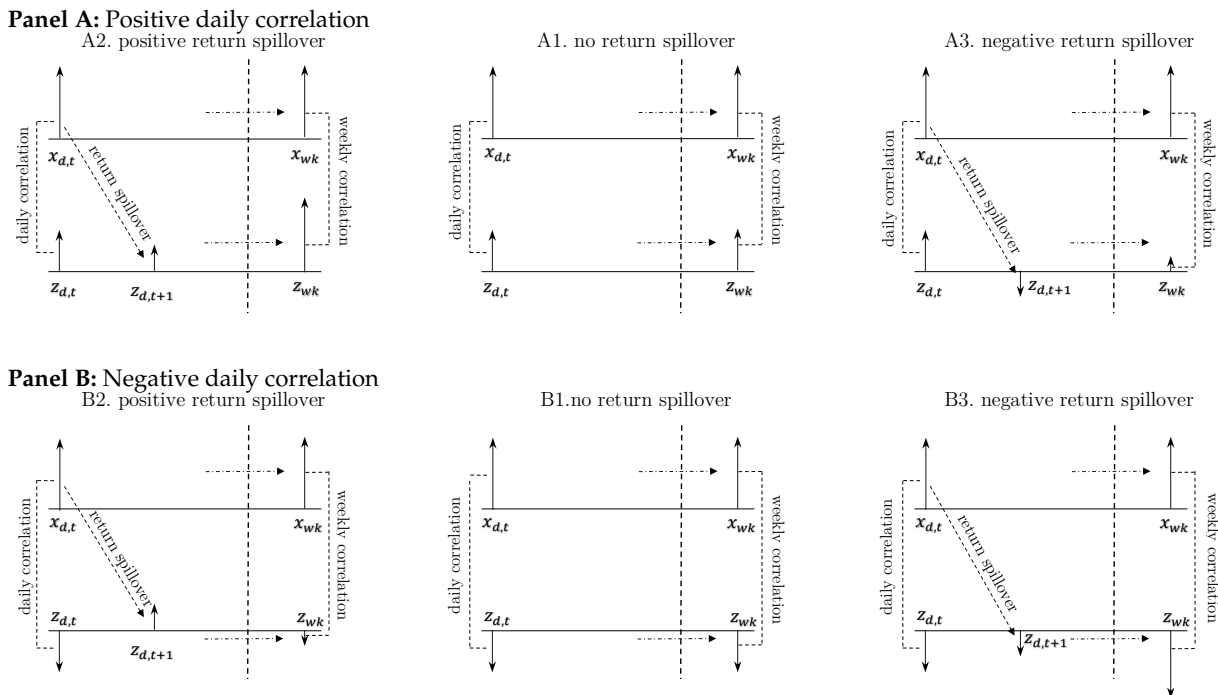 Panel A: Positive daily correlation
A2. positive return spillover
A1. no return spillover
A3. negative return spillover
daily correlation
x_{d,t}
return spillover
x_{wk}
weekly correlation
z_{d,t}
z_{d,t+1}
z_{wk}
daily correlation
x_{d,t}
x_{wk}
weekly correlation
z_{d,t}
z_{wk}
daily correlation
x_{d,t}
return spillover
x_{wk}
weekly correlation
z_{d,t}
z_{d,t+1}
z_{wk}
Panel B: Negative daily correlation
B2. positive return spillover
B1.no return spillover
B3. negative return spillover
daily correlation
x_{d,t}
return spillover
x_{wk}
weekly correlation
z_{d,t}
z_{d,t+1}
z_{wk}
daily correlation
x_{d,t}
x_{wk}
weekly correlation
z_{d,t}
z_{wk}
daily correlation
x_{d,t}
return spillover
x_{wk}
weekly correlation
z_{d,t}
z_{d,t+1}
z_{wk}